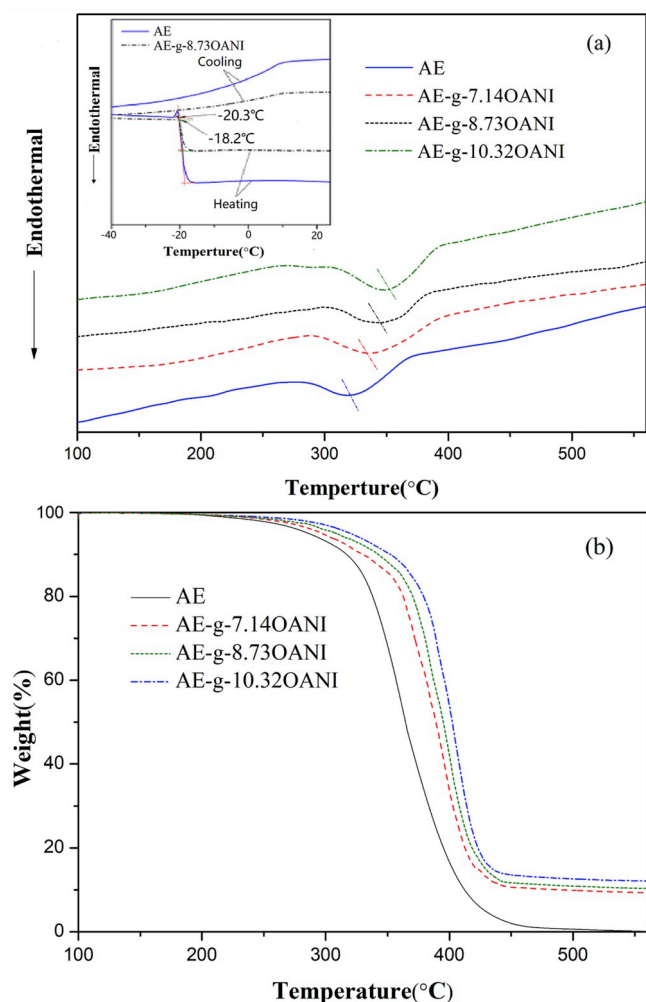 (a)
AE
AE-g-8.73OANI
Cooling
-20.3℃
-18.2℃
Heating
Endothermal
-40 -20 0 20
Temperture(°C)
AE
AE-g-7.14OANI
AE-g-8.73OANI
AE-g-10.32OANI
Endothermal
100 200 300 400 500
Temperture(°C)
(b)
AE
AE-g-7.14OANI
AE-g-8.73OANI
AE-g-10.32OANI
Weight(%)
100
80
60
40
20
0
100 200 300 400 500
Temperature(°C)